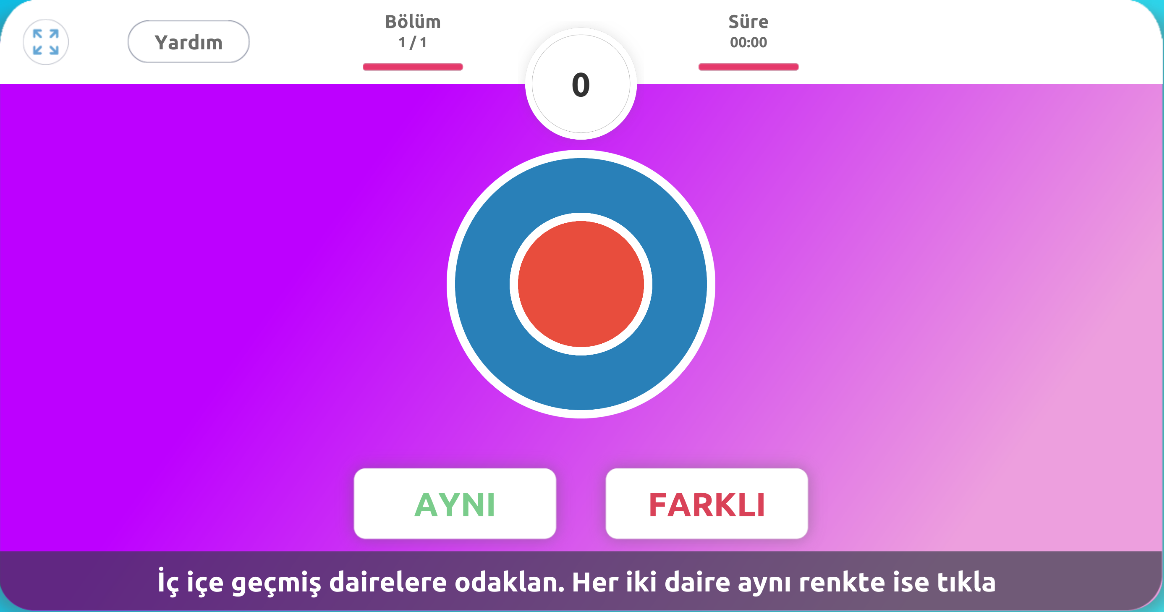 Yardım
Bölüm
1 / 1
0
Süre
00:00
AYNI
FARKLI
İç içe geçmiş dairelere odaklan. Her iki daire aynı renkte ise tıkla